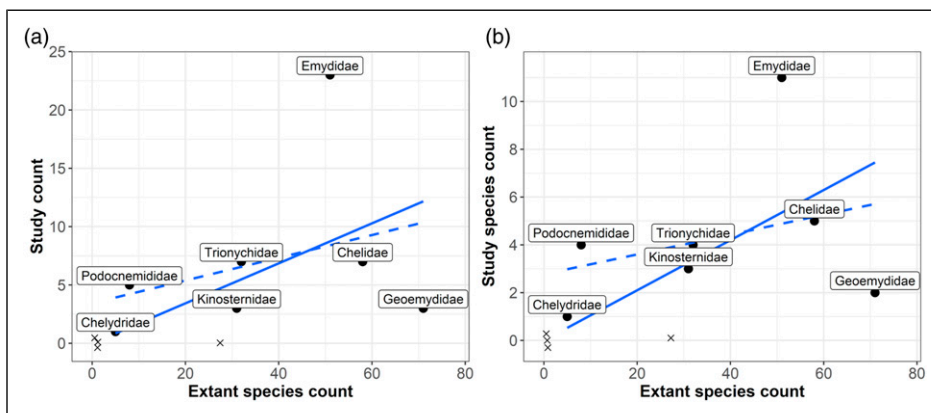 (a)
Study count
25
20
15
10
5
0
Emydidae
Trionychidae
Chelidae
Podocnemididae
Kinosternidae
Geoemydidae
Chelydridae
0 20 40 60 80
Extant species count
(b)
Study species count
10
8
6
4
2
0
Emydidae
Chelidae
Podocnemididae
Trionychidae
Kinosternidae
Geoemydidae
Chelydridae
0 20 40 60 80
Extant species count